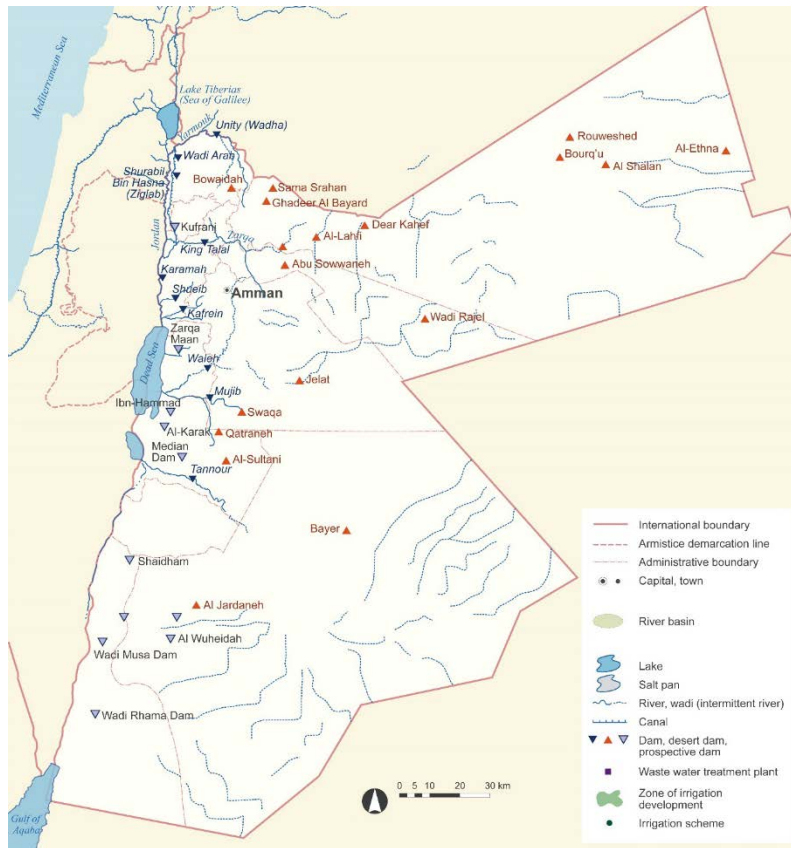 Mediterranean Sea
Lake Tiberias
(Sea of Galilee)
Yarmouk
Unity (Wadha)
Wadi Arab
Shurabil
Bin Hasna
(Ziglab)
Bowaidah
Sama Srahan
Ghadeer Al Bayard
Rouweshed
Bourq'u
Al Shalan
Al-Ethna
Kufranj
Jordan
Zarqa
King Talal
Al-Lahfi
Dear Kahef
Abu Sowwaneh
Karamah
Shueib
Amman
Kafrein
Zarqa
Maan
Wadi Rajel
Dead Sea
Waleh
Jelat
Mujib
Ibn-Hammad
Swaqa
Al-Karak
Qatraneh
Median
Dam
Al-Sultani
Tannour
Bayer
Shaidham
Al Jardaneh
Al Wuheidah
Wadi Musa Dam
Wadi Rhama Dam
Gulf of
Aqaba
0 5 10 20 30 km
International boundary
Armistice demarcation line
Administrative boundary
Capital, town
River basin
Lake
Salt pan
River, wadi (intermittent river)
Canal
Dam, desert dam,
prospective dam
Waste water treatment plant
Zone of irrigation
development
Irrigation scheme